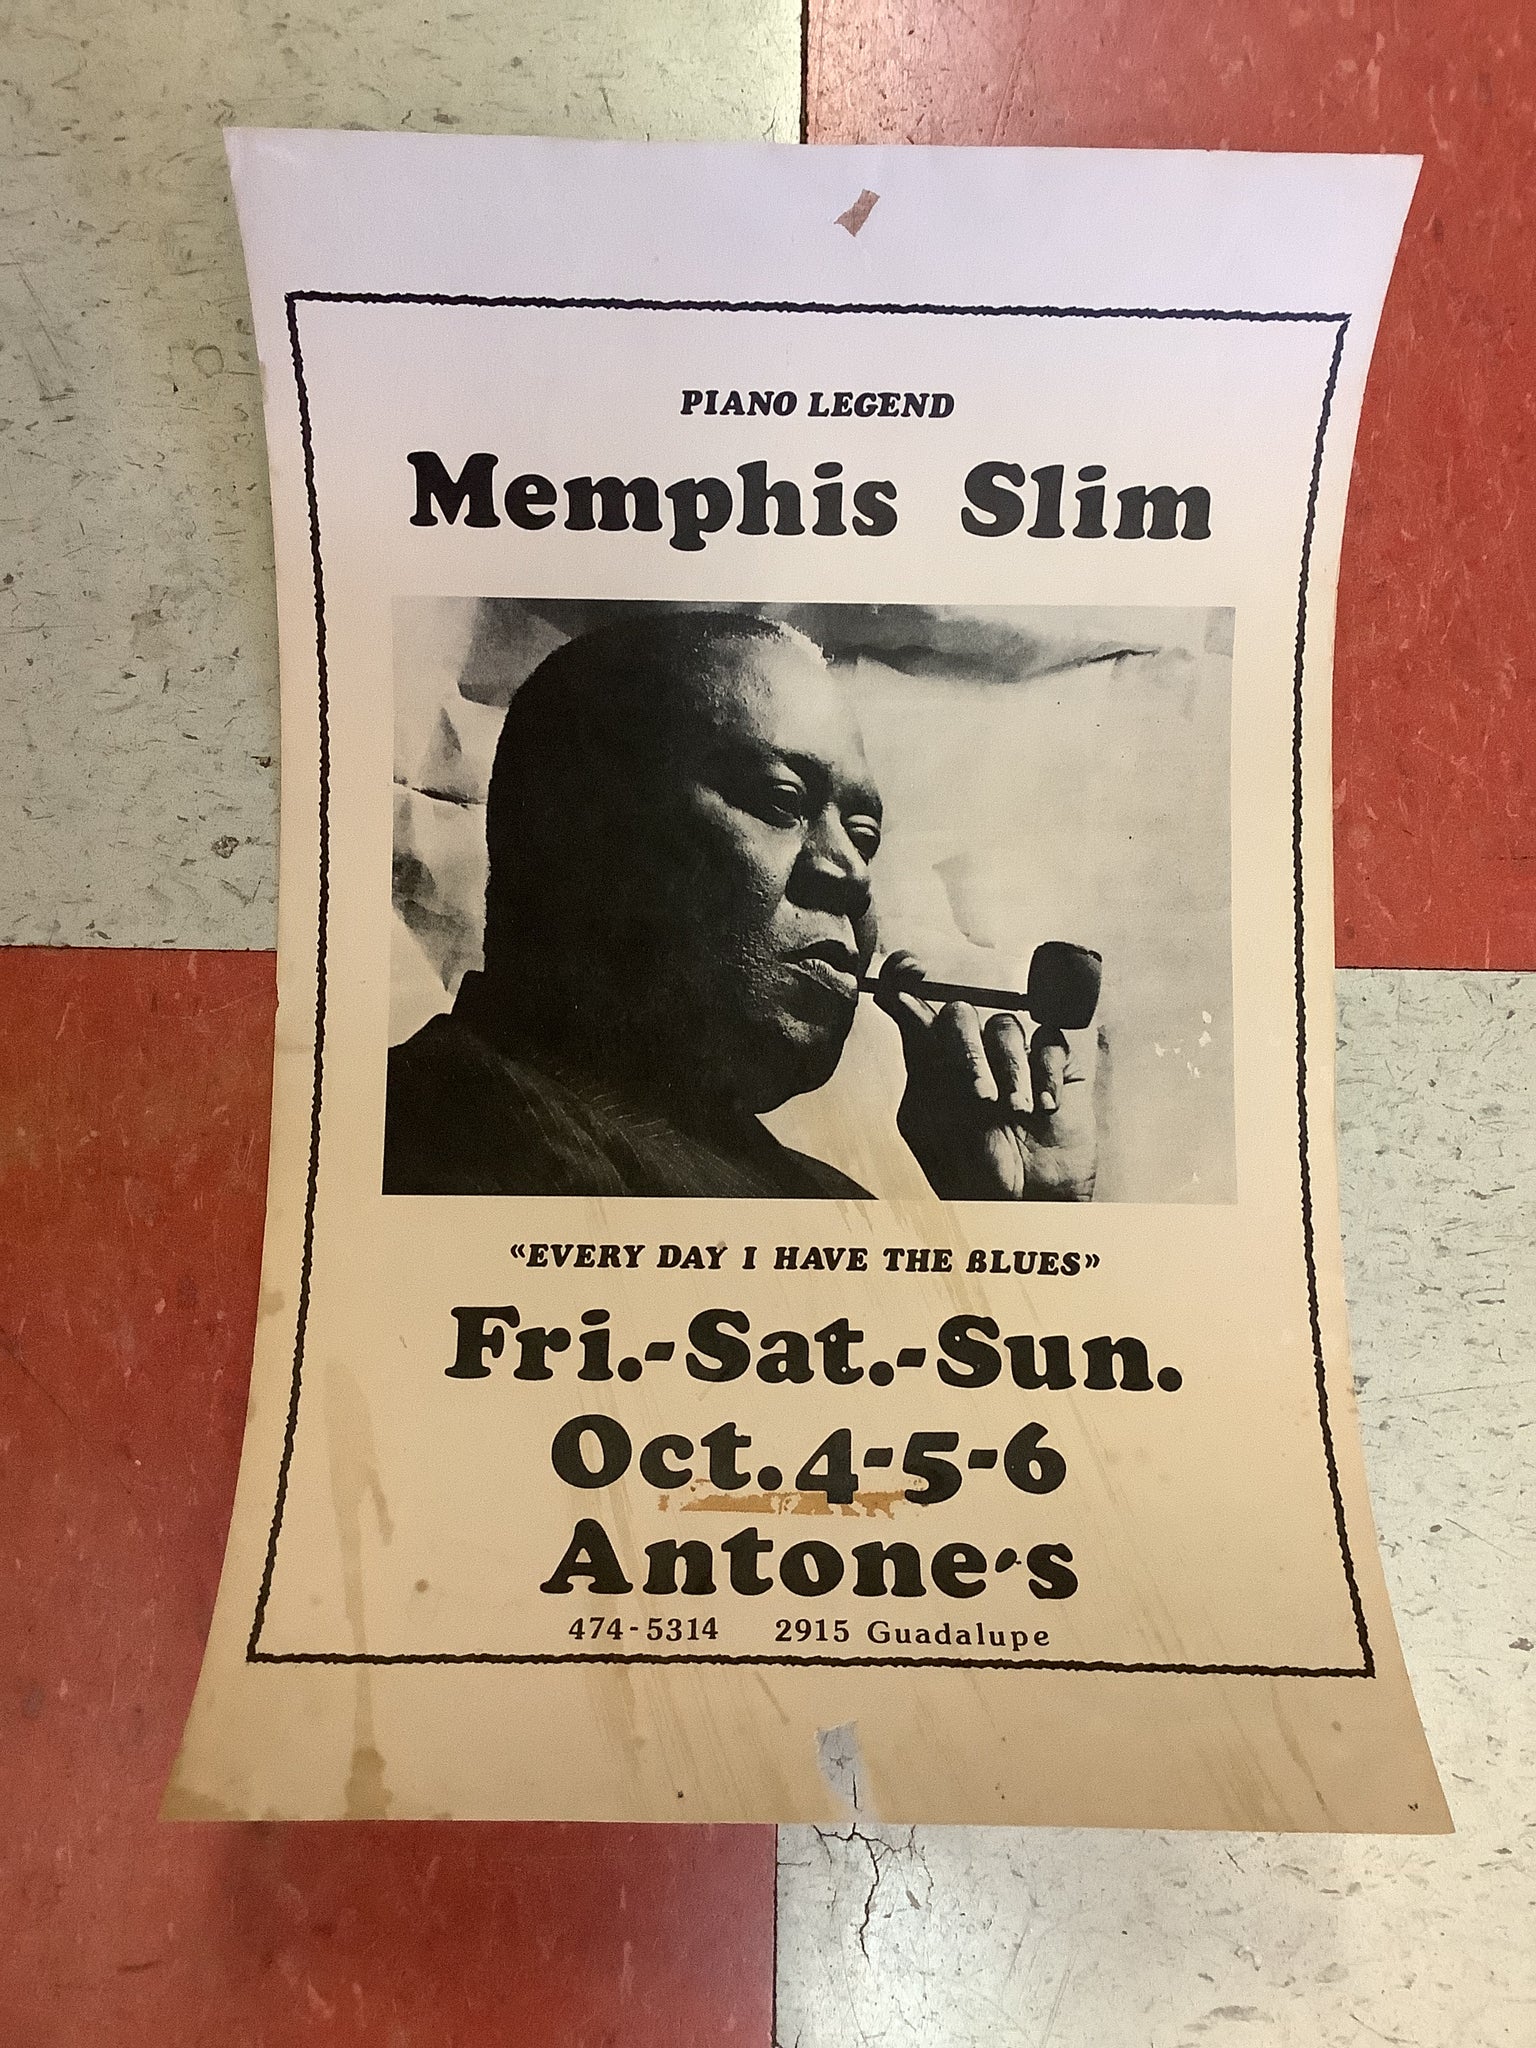 PIANO LEGEND
Memphis Slim
«EVERY DAY I HAVE THE BLUES»
Fri.-Sat.-Sun.
Oct. 4-5-6
Antone's
474-5314 2915 Guadalupe